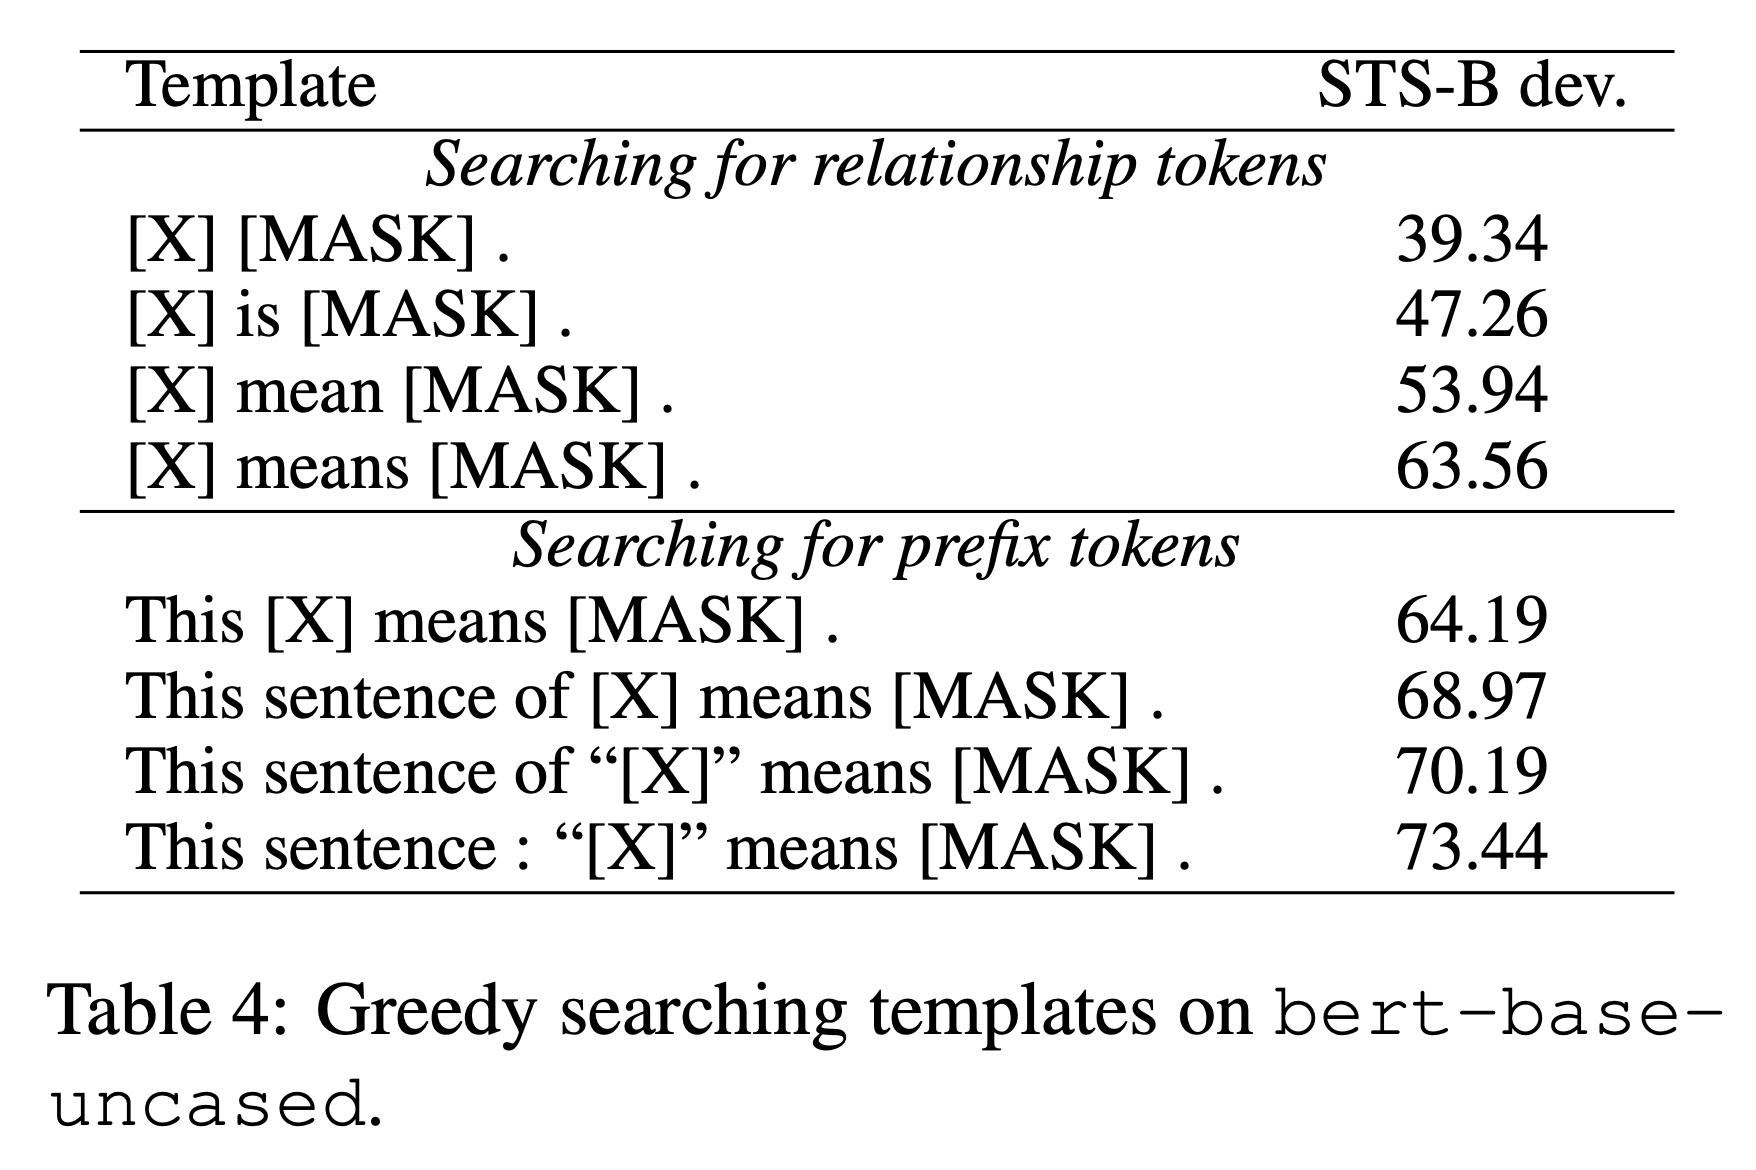 Template STS-B dev.
Searching for relationship tokens
[X] [MASK] . 39.34
[X] is [MASK] . 47.26
[X] mean [MASK] . 53.94
[X] means [MASK] . 63.56
Searching for prefix tokens
This [X] means [MASK] . 64.19
This sentence of [X] means [MASK] . 68.97
This sentence of “[X]” means [MASK] . 70.19
This sentence : “[X]” means [MASK] . 73.44
Table 4: Greedy searching templates on bert-base-
uncased.